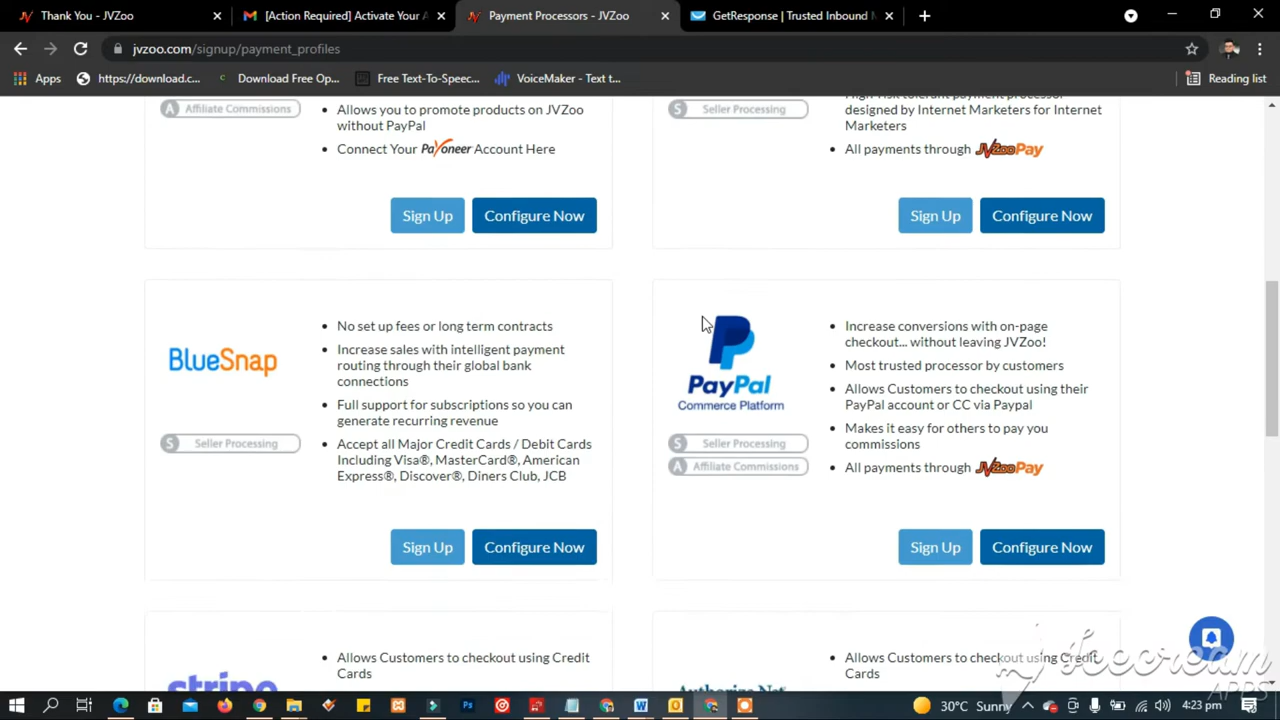 Thank You - JVZoo
[Action Required] Activate Your A
Payment Processors - JVZoo
GetResponse | Trusted Inbound M
jvzoo.com/signup/payment_profiles
Apps
https://download.c...
Download Free Op...
Free Text-To-Speec...
VoiceMaker - Text t...
Reading list
A Affiliate Commissions
Allows you to promote products on JVZoo
without PayPal
Connect Your Payoneer Account Here
Sign Up
Configure Now
S Seller Processing
designed by Internet Marketers for Internet
Marketers
All payments through JVZooPay
Sign Up
Configure Now
BlueSnap
S Seller Processing
No set up fees or long term contracts
Increase sales with intelligent payment
routing through their global bank
connections
Full support for subscriptions so you can
generate recurring revenue
Accept all Major Credit Cards / Debit Cards
Including Visa®, MasterCard®, American
Express®, Discover®, Diners Club, JCB
Sign Up
Configure Now
PayPal
Commerce Platform
S Seller Processing
A Affiliate Commissions
Increase conversions with on-page
checkout... without leaving JVZoo!
Most trusted processor by customers
Allows Customers to checkout using their
PayPal account or CC via Paypal
Makes it easy for others to pay you
commissions
All payments through JVZooPay
Sign Up
Configure Now
stripe
Allows Customers to checkout using Credit
Cards
Authorize.Net
Allows Customers to checkout using Credit
Cards
Icecream
APPS
30°C Sunny
4:23 pm